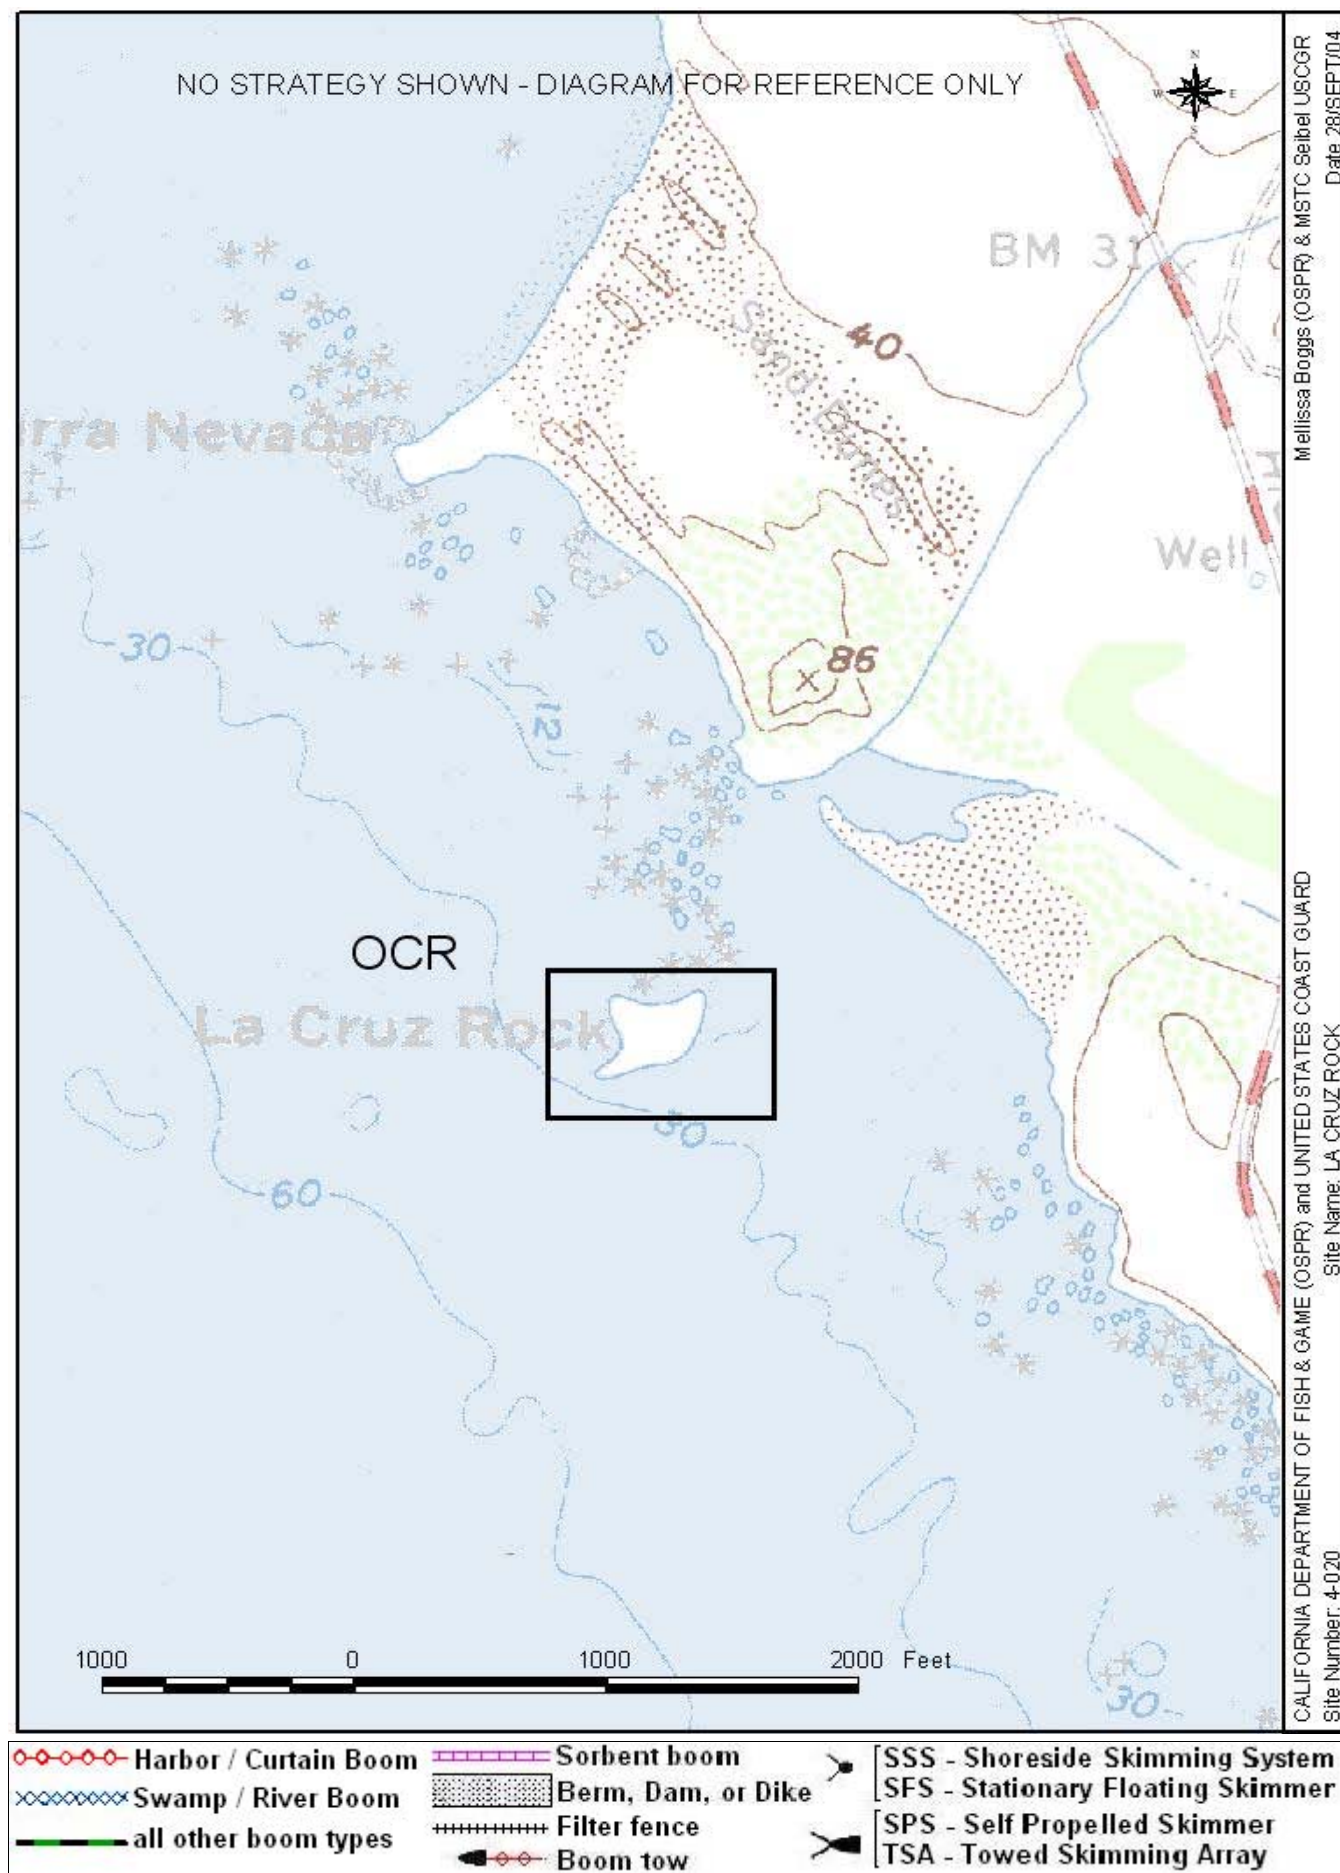 NO STRATEGY SHOWN - DIAGRAM FOR REFERENCE ONLY
N
W E
S
BM 31
40
Sand Dunes
rra Nevada
Well
30
86
12
OCR
La Cruz Rock
30
60
30
1000 0 1000 2000 Feet
Mellissa Boggs (OSPR) & MSTC Seibel USCGR
Date 28/SEPT/04
CALIFORNIA DEPARTMENT OF FISH & GAME (OSPR) and UNITED STATES COAST GUARD
Site Number: 4-020 Site Name: LA CRUZ ROCK
Harbor / Curtain Boom
Swamp / River Boom
all other boom types
Sorbent boom
Berm, Dam, or Dike
Filter fence
Boom tow
SSS - Shoreside Skimming System
SFS - Stationary Floating Skimmer
SPS - Self Propelled Skimmer
TSA - Towed Skimming Array